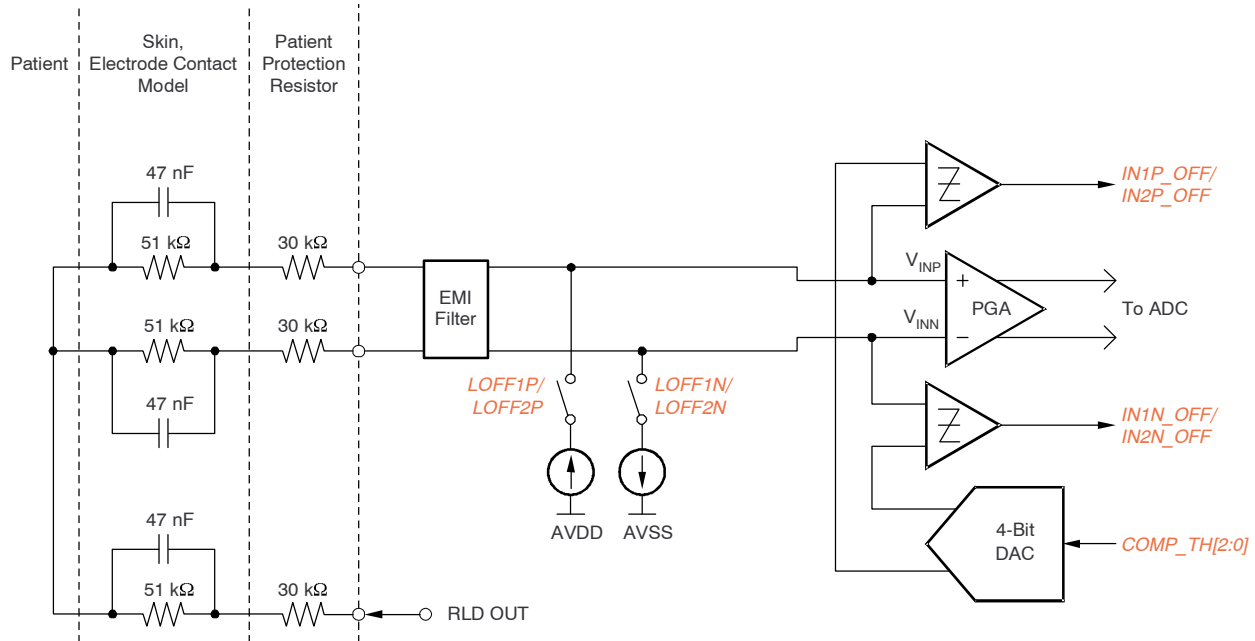 Patient
Skin,
Electrode Contact
Model
Patient
Protection
Resistor
47 nF
51 kΩ
30 kΩ
51 kΩ
30 kΩ
47 nF
47 nF
51 kΩ
30 kΩ
RLD OUT
EMI
Filter
LOFF1P/
LOFF2P
LOFF1N/
LOFF2N
AVDD
AVSS
IN1P_OFF/
IN2P_OFF
VINP
+
PGA
VINN
−
To ADC
IN1N_OFF/
IN2N_OFF
4-Bit
DAC
COMP_TH[2:0]